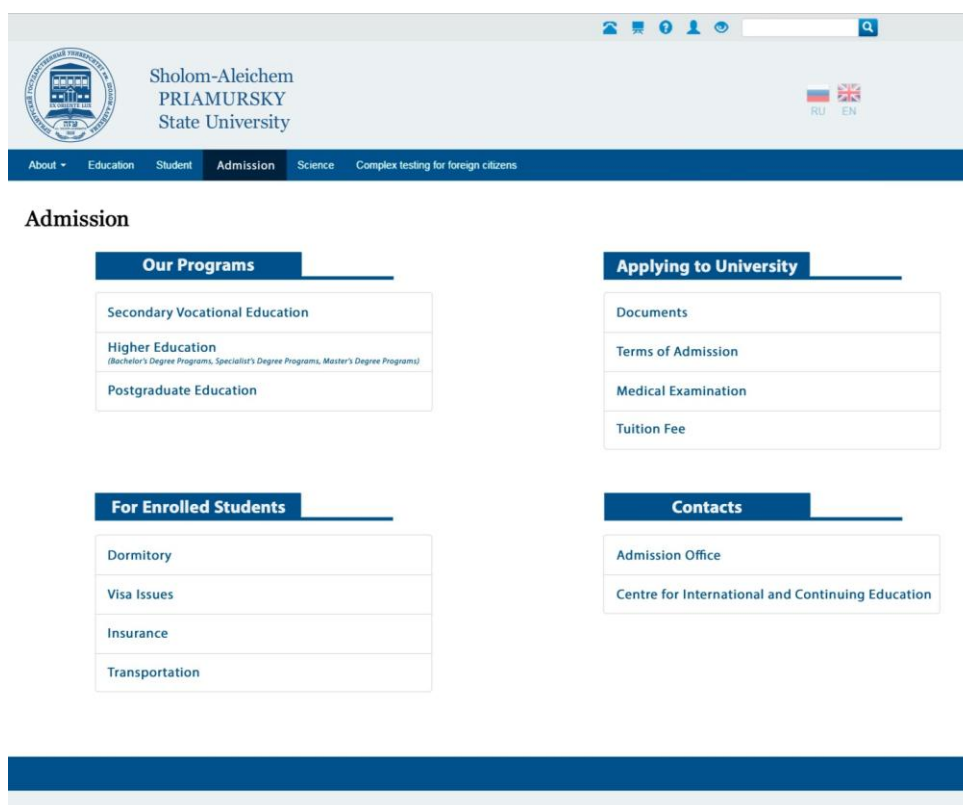 Sholom-Aleichem
PRIAMURSKY
State University
RU EN
About Education Student Admission Science Complex testing for foreign citizens
Admission
Our Programs
Secondary Vocational Education
Higher Education
(Bachelor's Degree Programs, Specialist's Degree Programs, Master's Degree Programs)
Postgraduate Education
Applying to University
Documents
Terms of Admission
Medical Examination
Tuition Fee
For Enrolled Students
Dormitory
Visa Issues
Insurance
Transportation
Contacts
Admission Office
Centre for International and Continuing Education